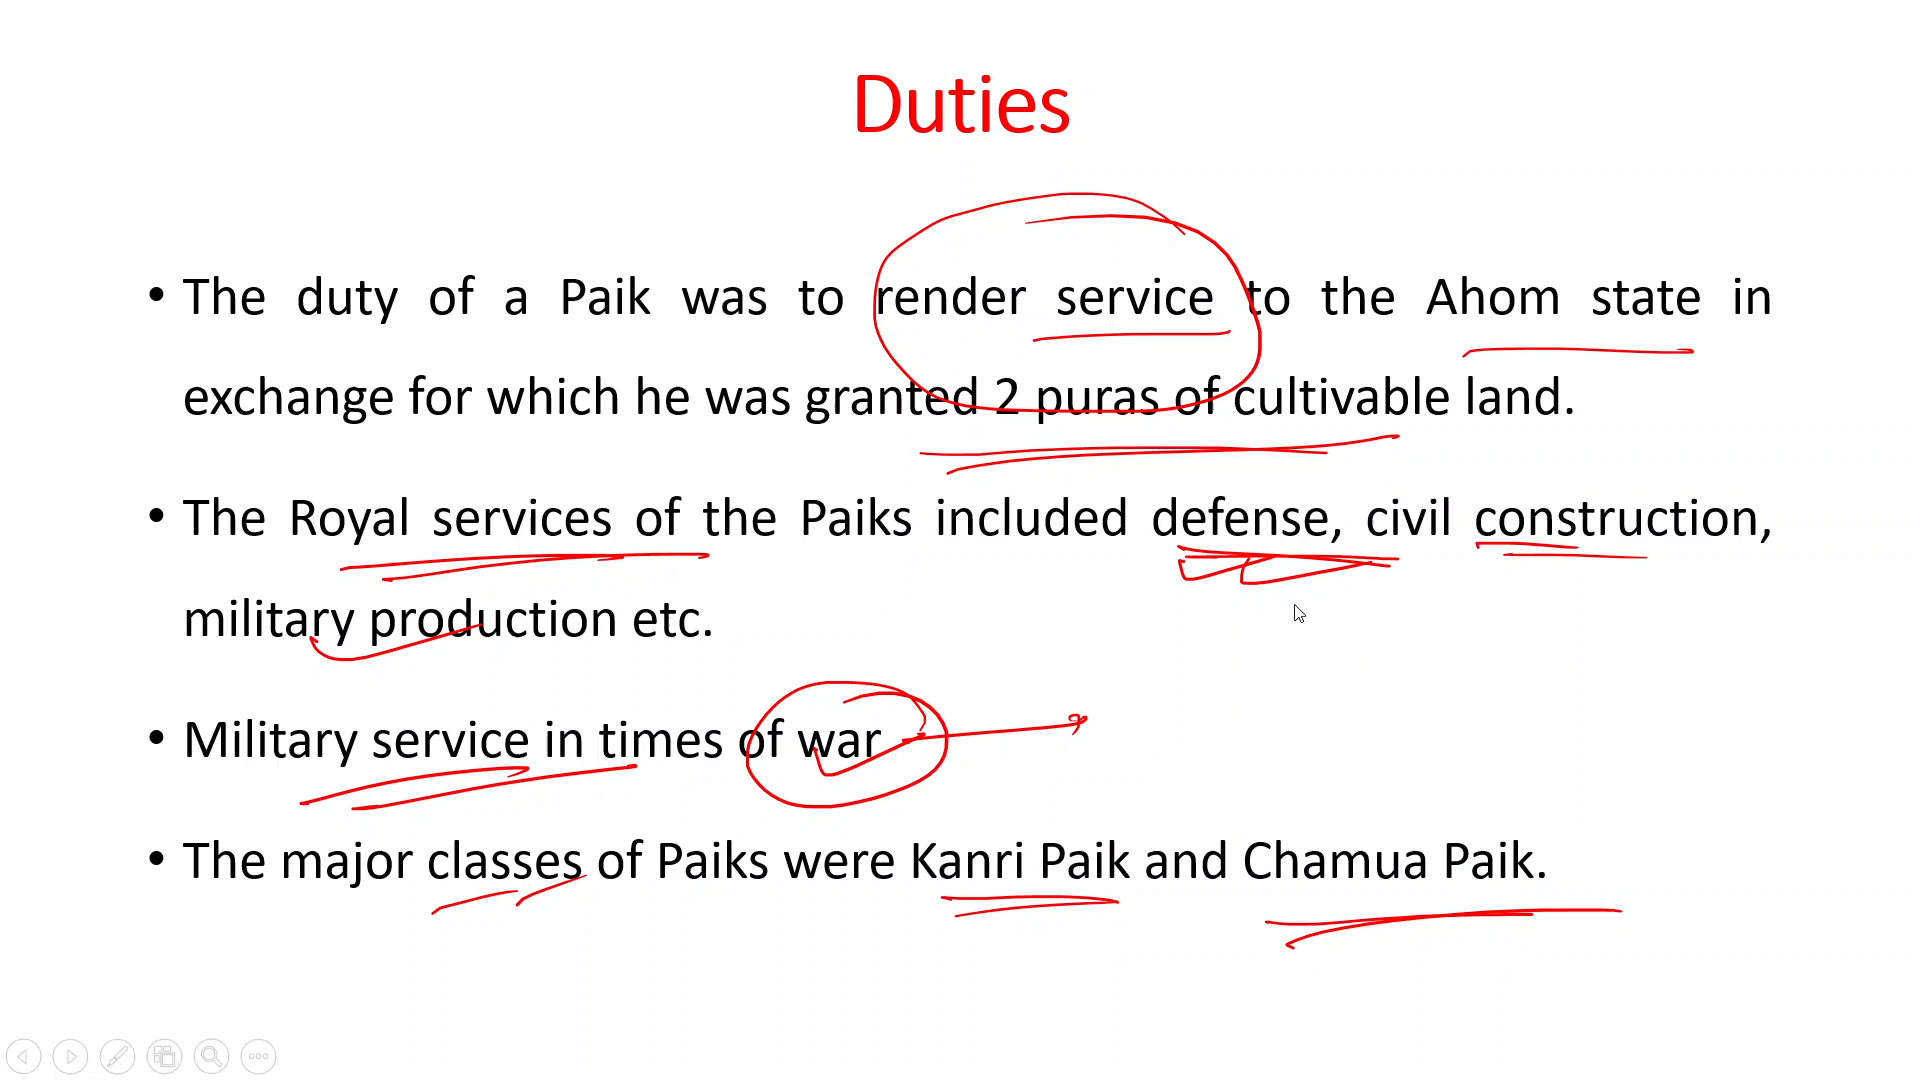 Duties
• The duty of a Paik was to render service to the Ahom state in
exchange for which he was granted 2 puras of cultivable land.
• The Royal services of the Paiks included defense, civil construction,
military production etc.
• Military service in times of war
• The major classes of Paiks were Kanri Paik and Chamua Paik.